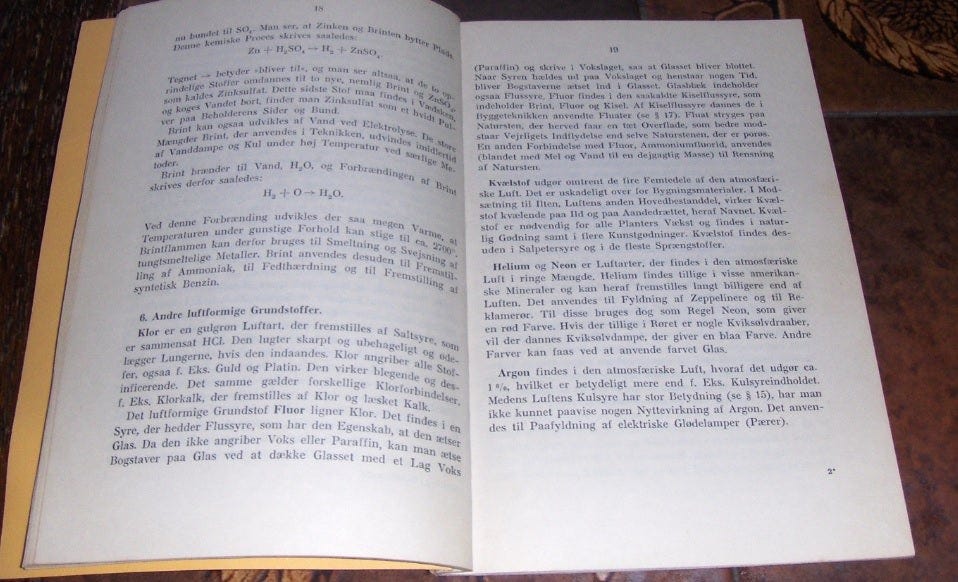 18
nu bundet til SO₄. Man ser, at Zinken og Brinten bytter Plads.
Denne kemiske Proces skrives saaledes:
Zn + H₂SO₄ → H₂ + ZnSO₄.
Tegnet → betyder »bliver til«, og man ser altsaa, at de to op-
rindelige Stoffer omdannes til to nye, nemlig Brint og ZnSO₄,
som kaldes Zinksulfat. Dette sidste Stof maa findes i Vædsken,
og koges Vandet bort, finder man Zinksulfat som et hvidt Pul-
ver paa Beholderens Sider og Bund.
Brint kan ogsaa udvikles af Vand ved Elektrolyse. De store
Mængder Brint, der anvendes i Teknikken, udvindes imidlertid
af Vanddampe og Kul under høj Temperatur ved særlige Me-
toder.
Brint brænder til Vand, H₂O, og Forbrændingen af Brint
skrives derfor saaledes:
H₂ + O → H₂O.
Ved denne Forbrænding udvikles der saa megen Varme, at
Temperaturen under gunstige Forhold kan stige til ca. 2700°.
Brintflammen kan derfor bruges til Smeltning og Svejsning af
tungtsmeltelige Metaller. Brint anvendes desuden til Fremstil-
ling af Ammoniak, til Fedthærdning og til Fremstilling af
syntetisk Benzin.
6. Andre luftformige Grundstoffer.
Klor er en gulgrøn Luftart, der fremstilles af Saltsyre, som
er sammensat HCl. Den lugter skarpt og ubehageligt og øde-
lægger Lungerne, hvis den indaandes. Klor angriber alle Stof-
fer, ogsaa f. Eks. Guld og Platin. Den virker blegende og des-
inficerende. Det samme gælder forskellige Klorforbindelser,
f. Eks. Klorkalk, der fremstilles af Klor og læsket Kalk.
Det luftformige Grundstof Fluor ligner Klor. Det findes i en
Syre, der hedder Flussyre, som har den Egenskab, at den ætser
Glas. Da den ikke angriber Voks eller Paraffin, kan man ætse
Bogstaver paa Glas ved at dække Glasset med et Lag Voks
19
(Paraffin) og skrive i Vokslaget, saa at Glasset bliver blottet.
Naar Syren hældes ud paa Vokslaget og henstaar nogen Tid,
bliver Bogstaverne ætset ind i Glasset. Glasblæk indeholder
ogsaa Flussyre, Fluor findes i den saakaldte Kiselflussyre, som
indeholder Brint, Fluor og Kisel. Af Kiselflussyre dannes de i
Byggeteknikken anvendte Fluater (se § 17). Fluat stryges paa
Natursten, der herved faar en tæt Overflade, som bedre mod-
staar Vejrligets Indflydelse end selve Naturstenen, der er porøs.
En anden Forbindelse med Fluor, Ammoniumfluorid, anvendes
(blandet med Mel og Vand til en dejgagtig Masse) til Rensning
af Natursten.
Kvælstof udgør omtrent de fire Femtedele af den atmosfæri-
ske Luft. Det er uskadeligt over for Bygningsmaterialer. I Mod-
sætning til Ilten, Luftens anden Hovedbestanddel, virker Kvæl-
stof kvælende paa Ild og paa Aandedrættet, heraf Navnet. Kvæl-
stof er nødvendig for alle Planters Vækst og findes i natur-
lig Gødning samt i flere Kunstgødninger. Kvælstof findes des-
uden i Salpetersyre og i de fleste Sprængstoffer.
Helium og Neon er Luftarter, der findes i den atmosfæriske
Luft i ringe Mængde. Helium findes tillige i visse amerikan-
ske Mineraler og kan heraf fremstilles langt billigere end af
Luften. Det anvendes til Fyldning af Zeppelinere og til Re-
klamerør. Til disse bruges dog som Regel Neon, som giver
en rød Farve. Hvis der tillige i Røret er nogle Kviksølvdraaber,
vil der dannes Kviksølvdampe, der giver en blaa Farve. Andre
Farver kan faas ved at anvende farvet Glas.
Argon findes i den atmosfæriske Luft, hvoraf det udgør ca.
1 %, hvilket er betydeligt mere end f. Eks. Kulsyreindholdet.
Medens Luftens Kulsyre har stor Betydning (se § 15), har man
ikke kunnet paavise nogen Nyttevirkning af Argon. Det anven-
des til Paafyldning af elektriske Glødelamper (Pærer).
2*